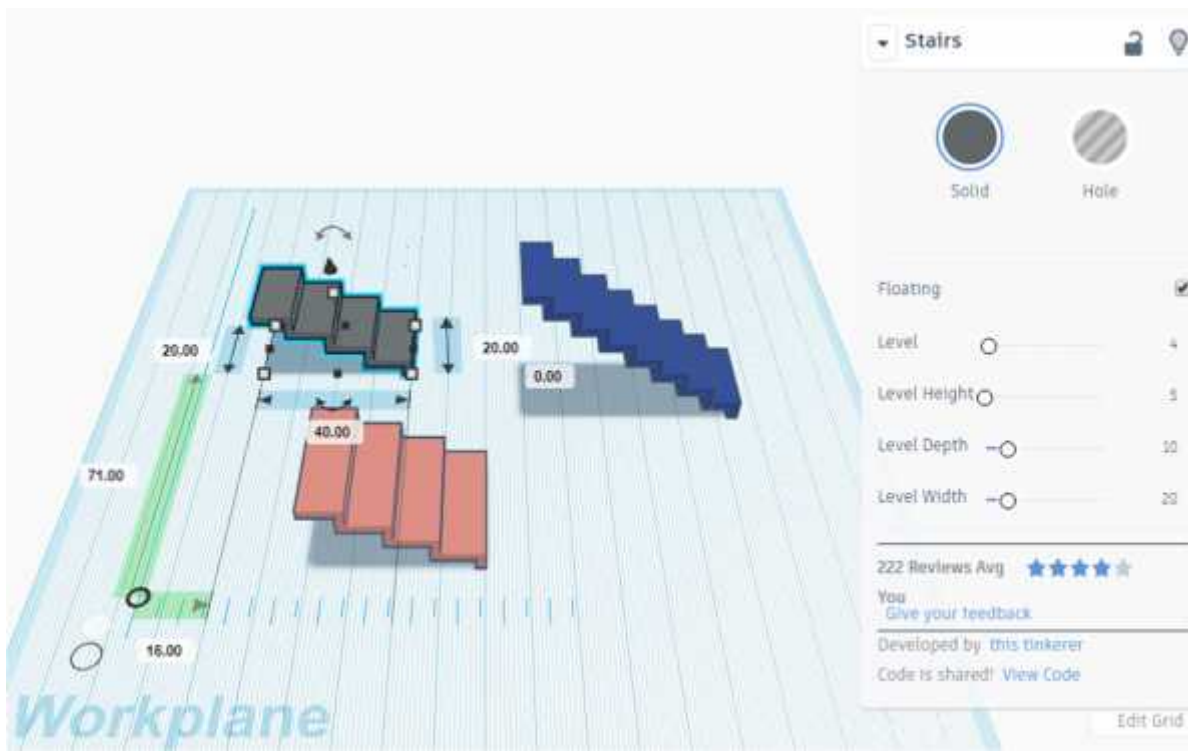 Stairs
Solid
Hole
Floating
Level 4
Level Height 5
Level Depth 10
Level Width 20
222 Reviews Avg
You
Give your feedback
Developed by this tinkerer
Code is shared! View Code
Edit Grid
20.00
20.00
0.00
40.00
71.00
16.00
Workplane